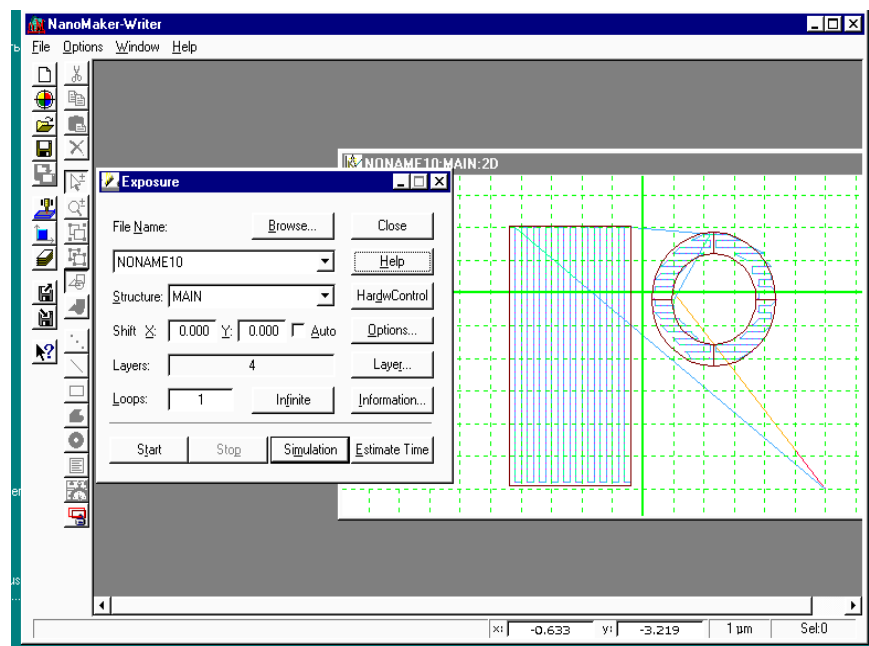 NanoMaker-Writer
File Options Window Help
NONAME10:MAIN:2D
Exposure
File Name: Browse... Close
NONAME10 Help
Structure: MAIN HardwControl
Shift X: 0.000 Y: 0.000 Auto Options...
Layers: 4 Layer...
Loops: 1 Infinite Information...
Start Stop Simulation Estimate Time
x: -0.633 y: -3.219 1 µm Sel:0